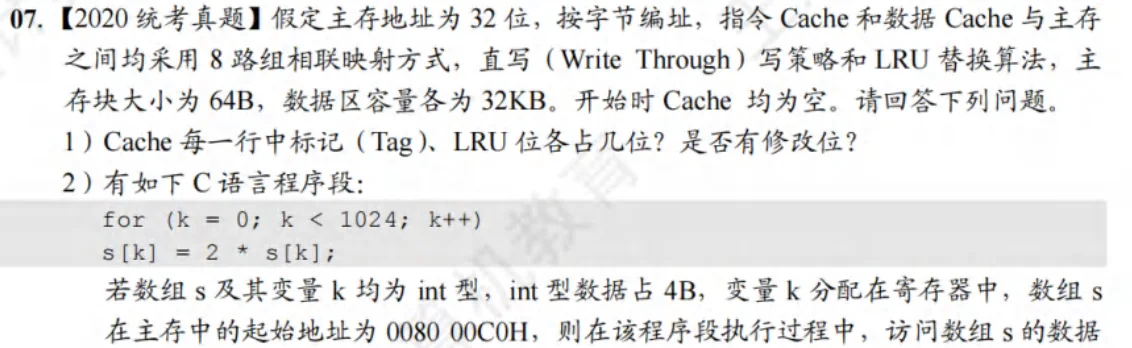 07.【2020 统考真题】假定主存地址为 32 位，按字节编址，指令 Cache 和数据 Cache 与主存
之间均采用 8 路组相联映射方式，直写（Write Through）写策略和 LRU 替换算法，主
存块大小为 64B，数据区容量各为 32KB。开始时 Cache 均为空。请回答下列问题。
1）Cache 每一行中标记（Tag）、LRU 位各占几位？是否有修改位？
2）有如下 C 语言程序段：
for (k = 0; k < 1024; k++)
s[k] = 2 * s[k];
若数组 s 及其变量 k 均为 int 型，int 型数据占 4B，变量 k 分配在寄存器中，数组 s
在主存中的起始地址为 0080 00C0H，则在该程序段执行过程中，访问数组 s 的数据